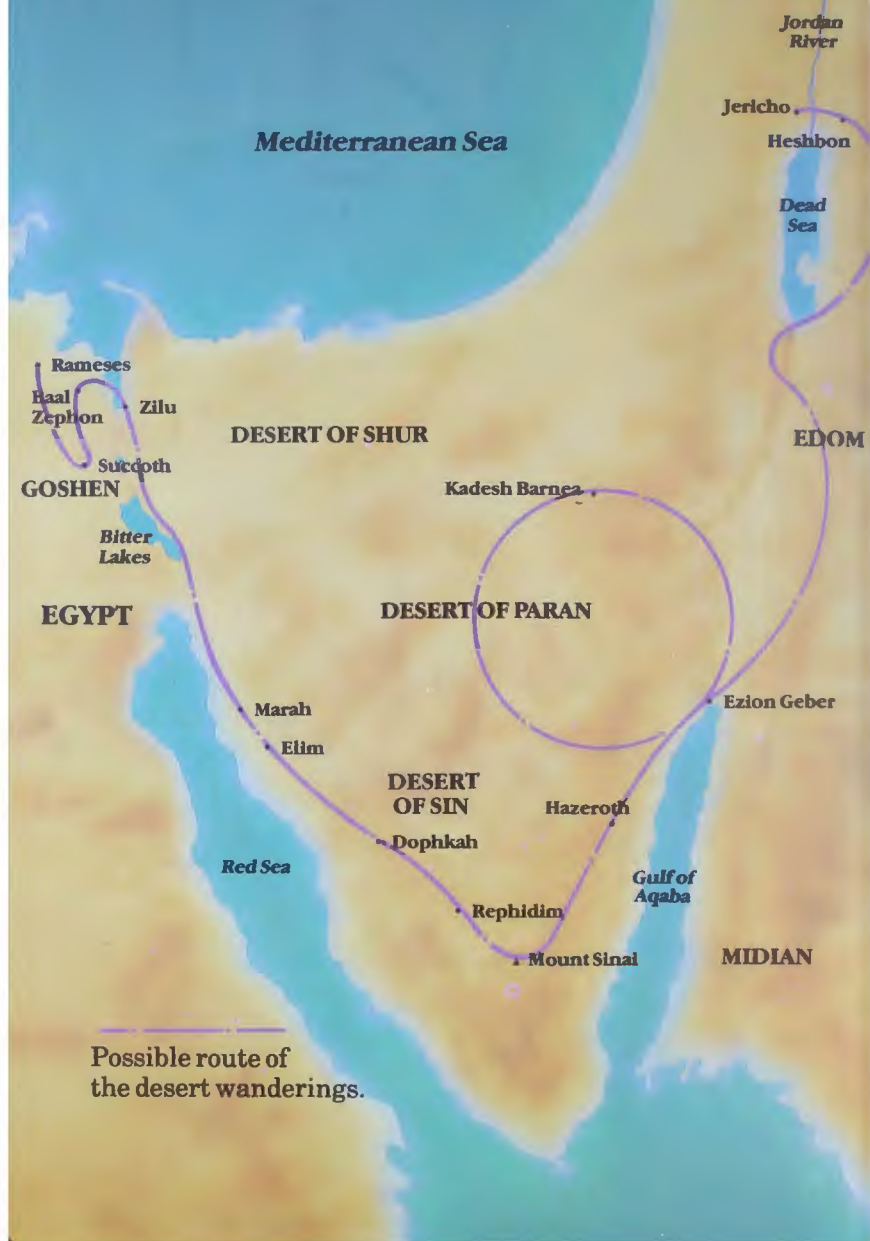 Jordan
River
Jericho
Heshbon
Mediterranean Sea
Dead
Sea
Rameses
Baal
Zephon
Zilu
DESERT OF SHUR
EDOM
Succoth
GOSHEN
Kadesh Barnea
Bitter
Lakes
EGYPT
DESERT OF PARAN
Ezion Geber
Marah
Elim
DESERT
OF SIN
Hazeroth
Dophkah
Red Sea
Gulf of
Aqaba
Rephidim
Mount Sinai
MIDIAN
Possible route of
the desert wanderings.